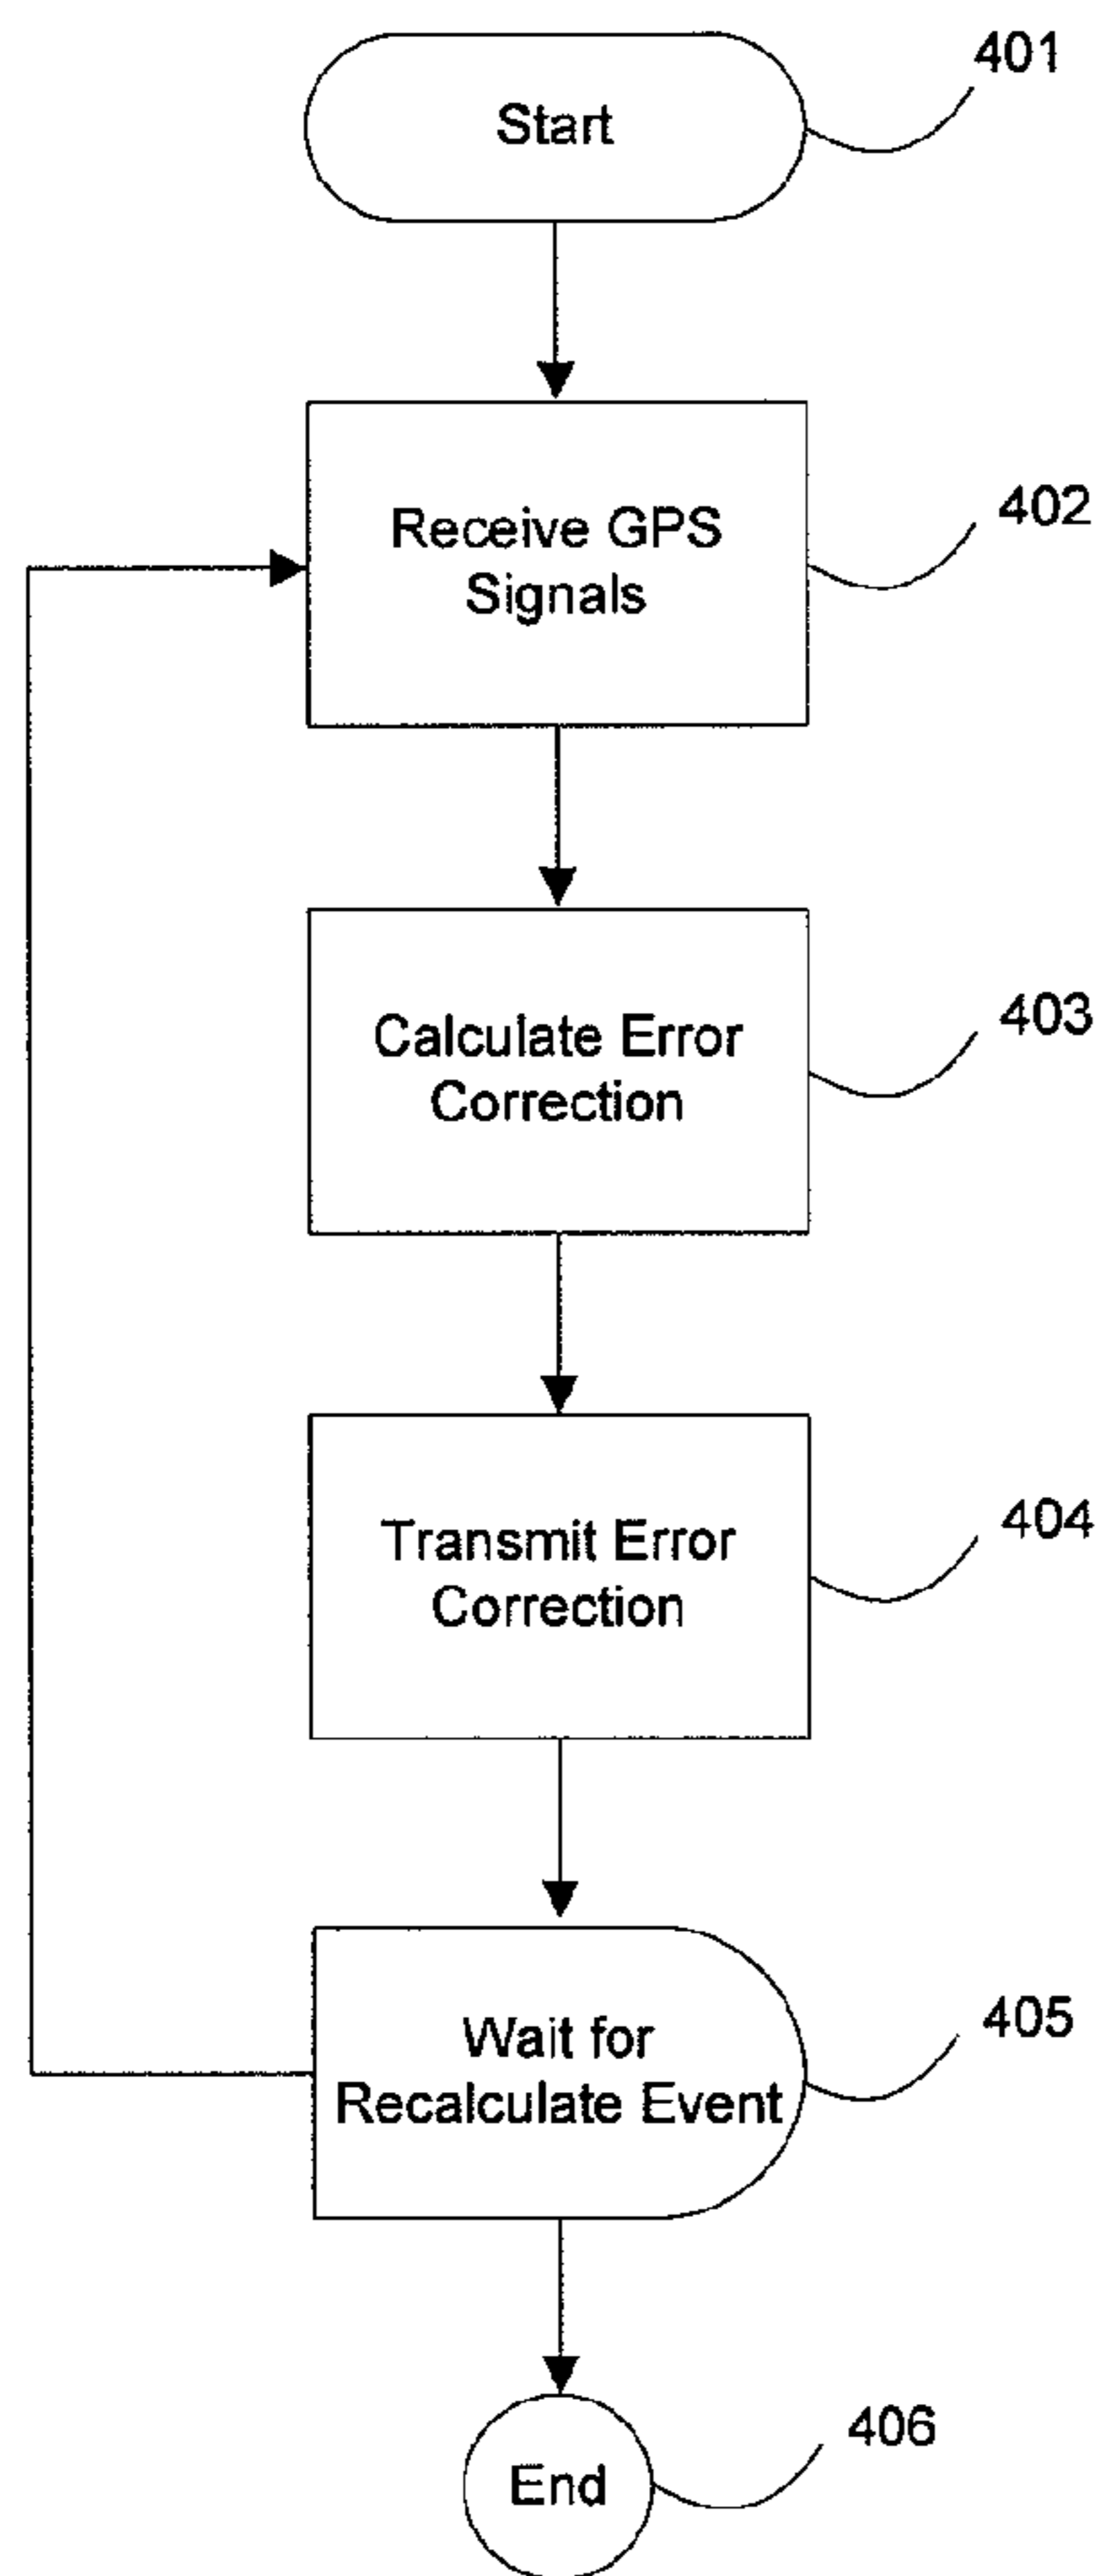 Start
401
Receive GPS
Signals
402
Calculate Error
Correction
403
Transmit Error
Correction
404
Wait for
Recalculate Event
405
End
406